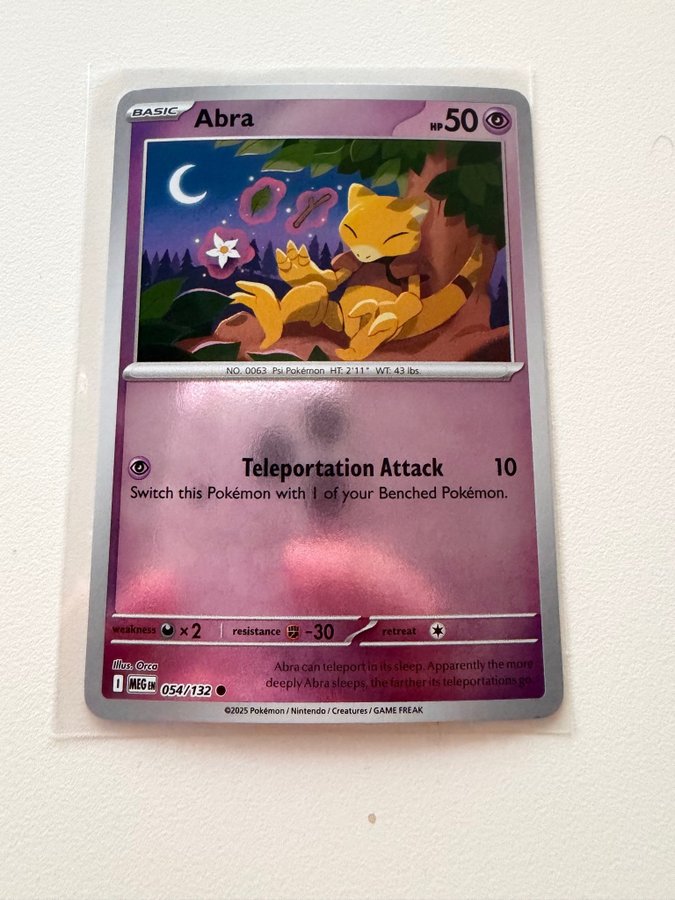 BASIC Abra HP 50
NO. 0063 Psi Pokémon HT: 2'11" WT: 43 lbs.
Teleportation Attack 10
Switch this Pokémon with 1 of your Benched Pokémon.
weakness ×2 resistance -30 retreat
Illus. Orca
Abra can teleport in its sleep. Apparently the more
deeply Abra sleeps, the farther its teleportations go.
I MEG EN 054/132
©2025 Pokémon / Nintendo / Creatures / GAME FREAK